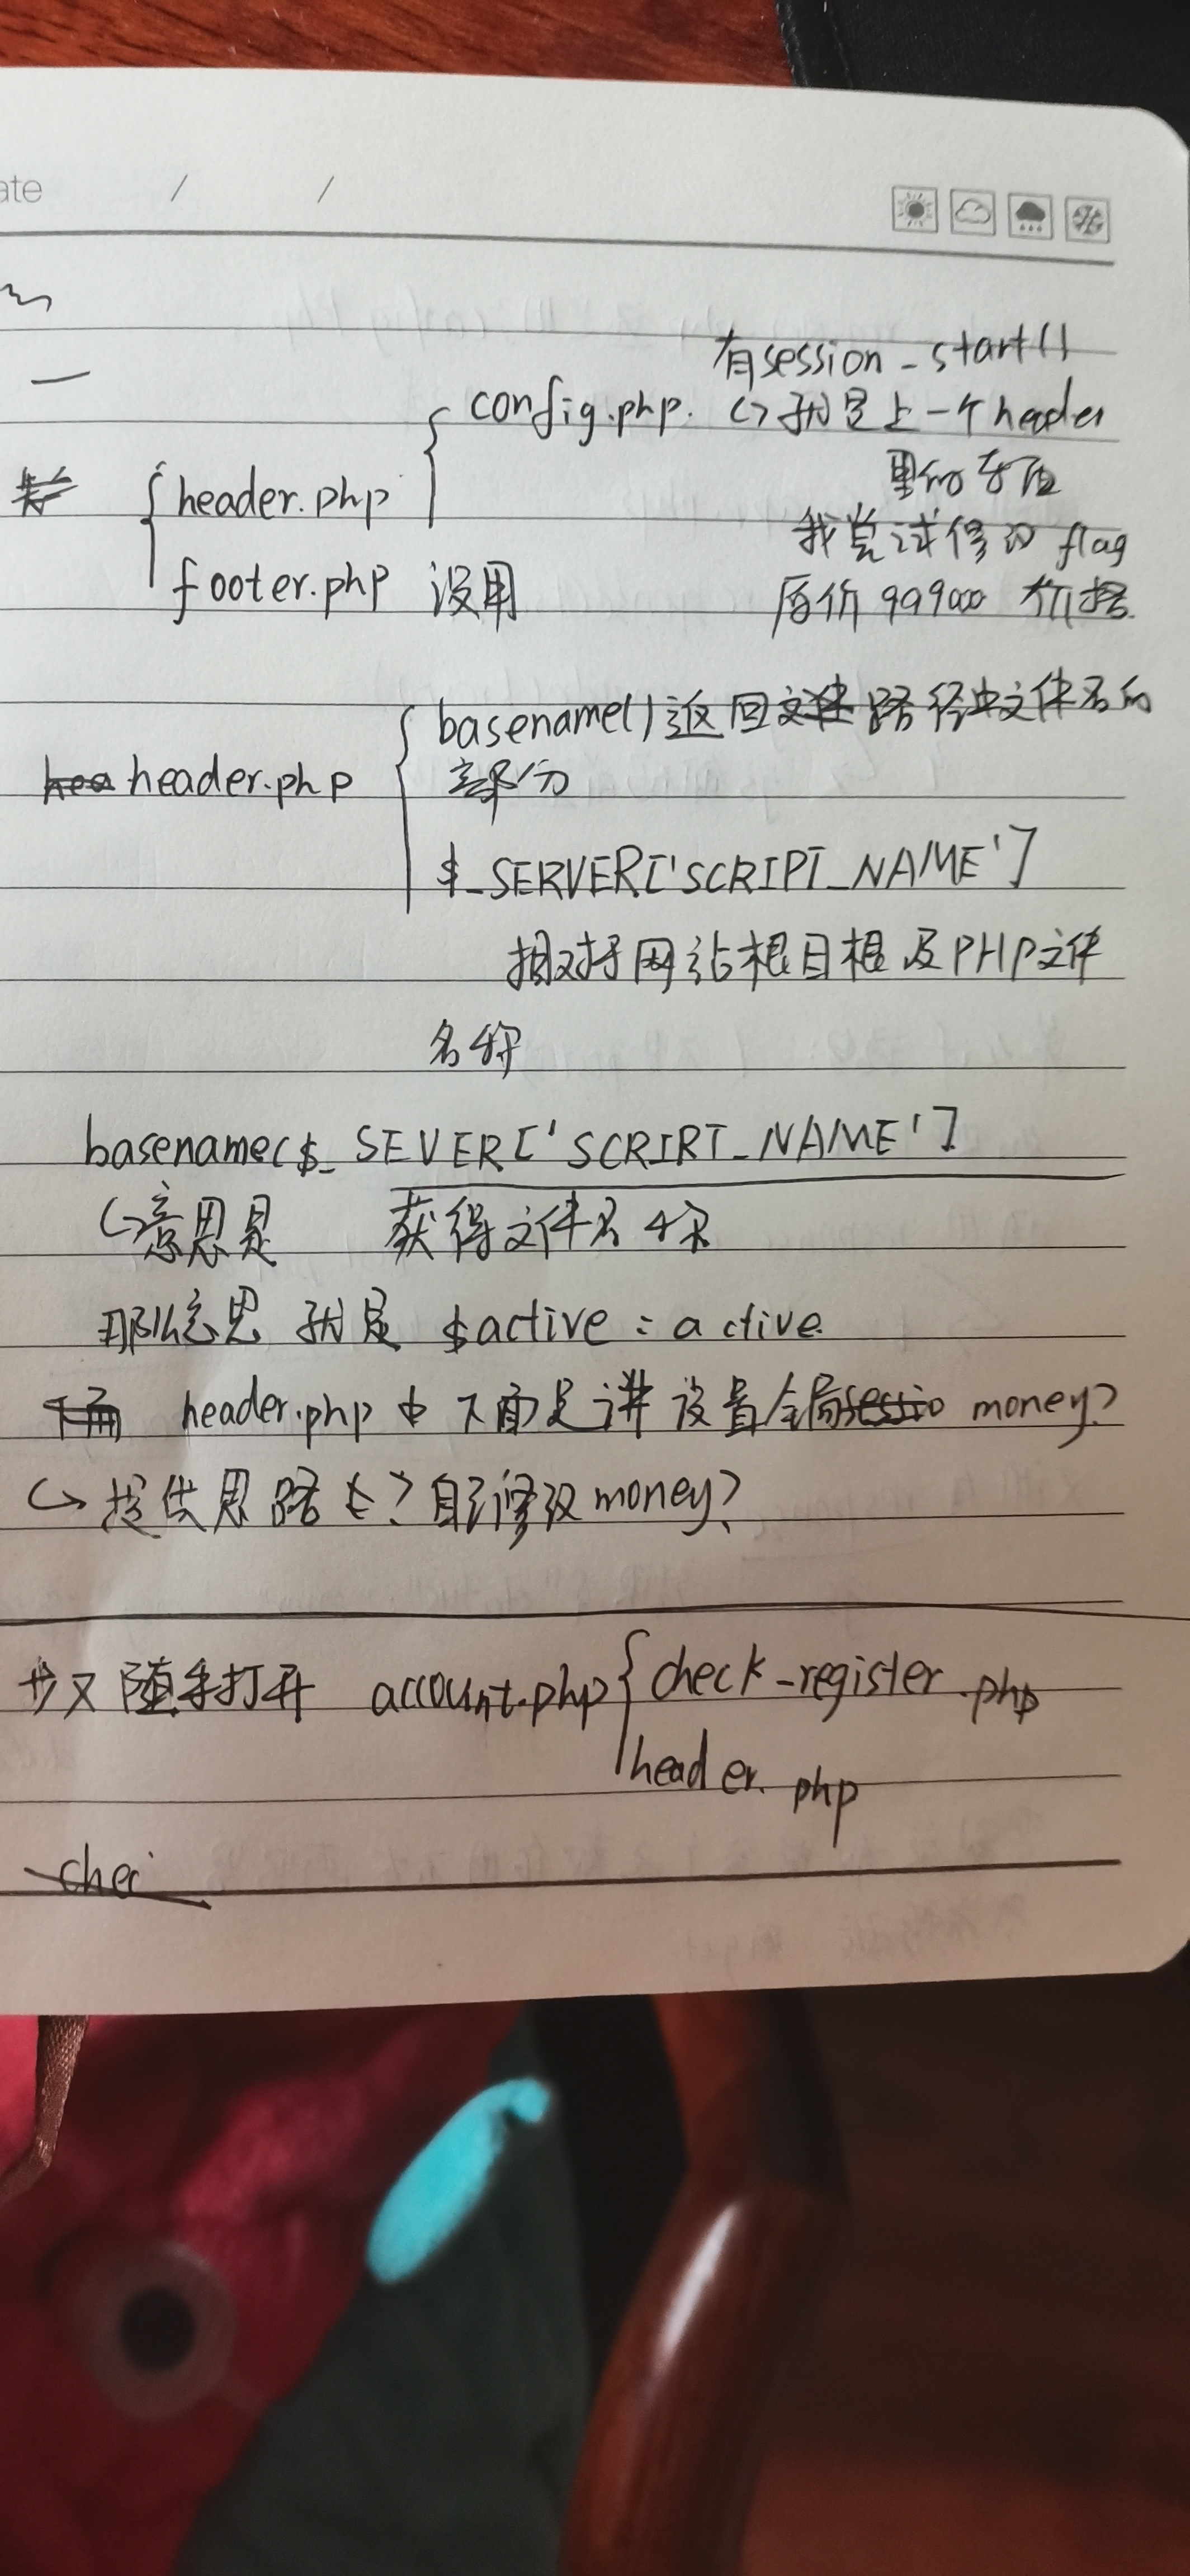 ate / /
有session_start()
config.php. 就是上一个header
里的东西
{header.php
我尝试修改 flag
footer.php 没用
原价 999000 价格
basename()返回文件路径中文件名的
header.php
部分
$_SERVER['SCRIPT_NAME']
相对于网站根目根及PHP文件
名称
basename($_SEVER['SCRIRT_NAME']
意思是 获得文件名称
那么意思 就是 $active = active
header.php 中 下面是讲设置全局 money?
提供思路 自己修改money?
步又随手打开 account.php {check-register.php
header.php
chec